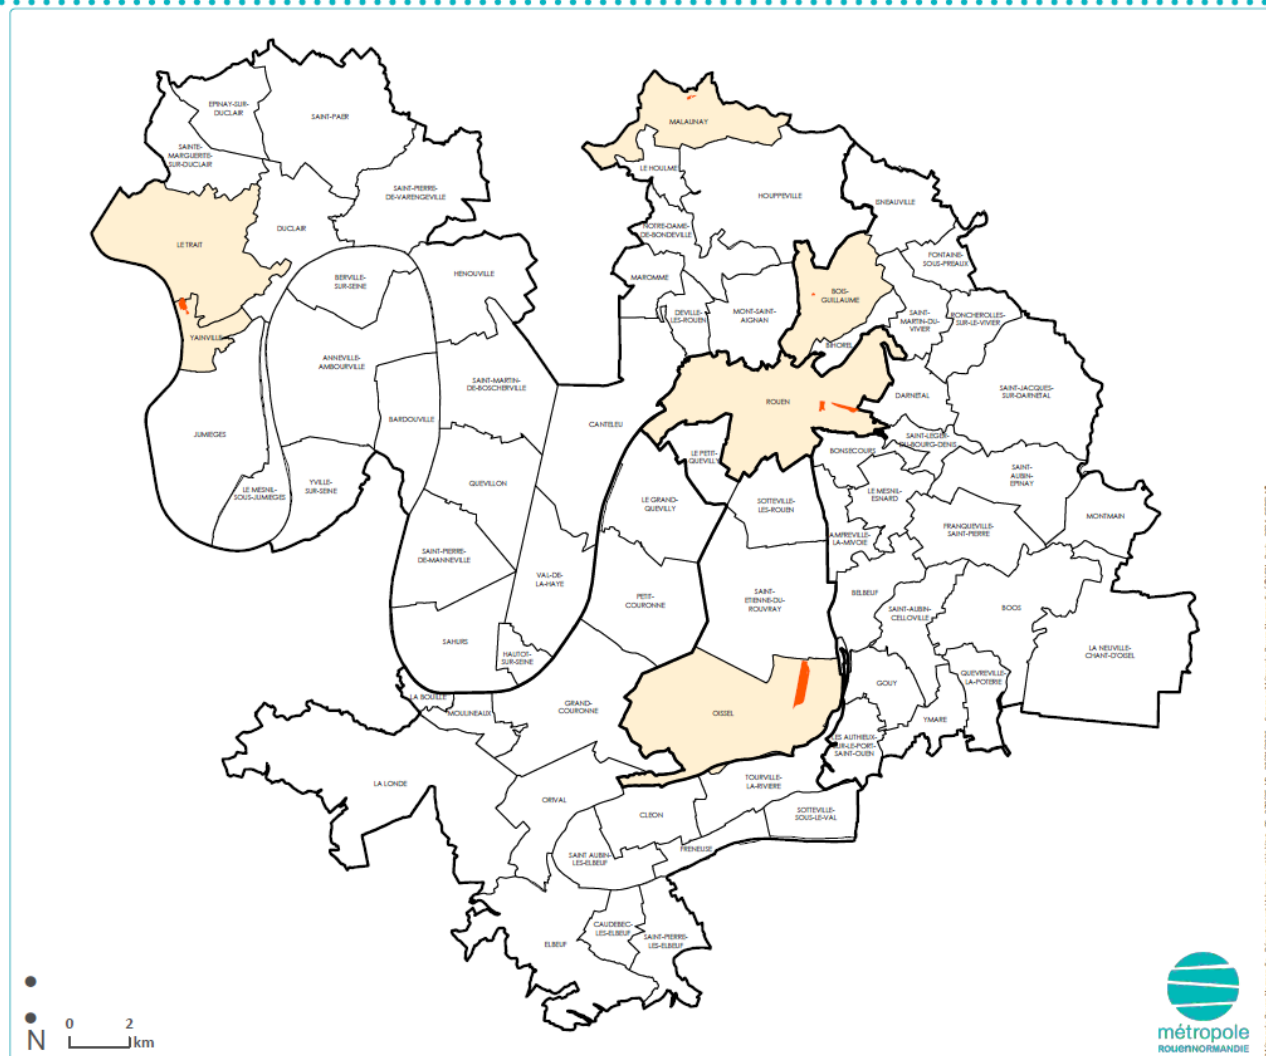 EPINAY-SUR-
DUCLAIR
SAINT-PAER
SAINTE-
MARGUERITE-
SUR-DUCLAIR
SAINT-PIERRE-
DE-VARENGEVILLE
LE TRAIT
DUCLAIR
BERVILLE-
SUR-SEINE
HENOUVILLE
YAINVILLE
ANNEVILLE-
AMBOURVILLE
SAINT-MARTIN-
DE-BOSCHERVILLE
BARDOUVILLE
JUMIEGES
LE MESNIL-
SOUS-JUMIEGES
YVILLE-
SUR-SEINE
QUEVILLON
CANTELEU
SAINT-PIERRE-
DE-MANNEVILLE
VAL-DE-
LA-HAYE
SAHURS
HAUTOT-
SUR-SEINE
MALAUNAY
LE HOULME
HOUPPEVILLE
ISNEAUVILLE
NOTRE-DAME-
DE-BONDEVILLE
FONTAINE-
SOUS-PREAUX
MAROMME
BOIS-
GUILLAUME
DEVILLE-
LES-ROUEN
MONT-SAINT-
AIGNAN
SAINT-
MARTIN-DU-
VIVIER
RONCHEROLLES-
SUR-LE-VIVIER
BIHOREL
ROUEN
DARNETAL
SAINT-JACQUES-
SUR-DARNETAL
SAINT-LEGER-
DU-BOURG-DENIS
LE PETIT-
QUEVILLY
BONSECOURS
SAINT-
AUBIN-
EPINAY
LE GRAND-
QUEVILLY
SOTTEVILLE-
LES-ROUEN
LE MESNIL-
ESNARD
FRANQUEVILLE-
SAINT-PIERRE
MONTMAIN
AMFREVILLE-
LA-MIVOIE
PETIT-
COURONNE
SAINT-
ETIENNE-DU-
ROUVRAY
BELBEUF
SAINT-AUBIN-
CELLOVILLE
BOOS
LA NEUVILLE-
CHANT-D'OISEL
LA BOUILLE
MOULINEAUX
GRAND-
COURONNE
OISSEL
GOUY
QUEVREVILLE-
LA-POTERIE
YMARE
LES AUTHIEUX-
SUR-LE-PORT-
SAINT-OUEN
LA LONDE
ORIVAL
CLEON
TOURVILLE-
LA-RIVIERE
SOTTEVILLE-
SOUS-LE-VAL
SAINT AUBIN-
LES-ELBEUF
FRENEUSE
ELBEUF
CAUDEBEC-
LES-ELBEUF
SAINT-PIERRE-
LES-ELBEUF
N
0 2
km
métropole
ROUENNORMANDIE